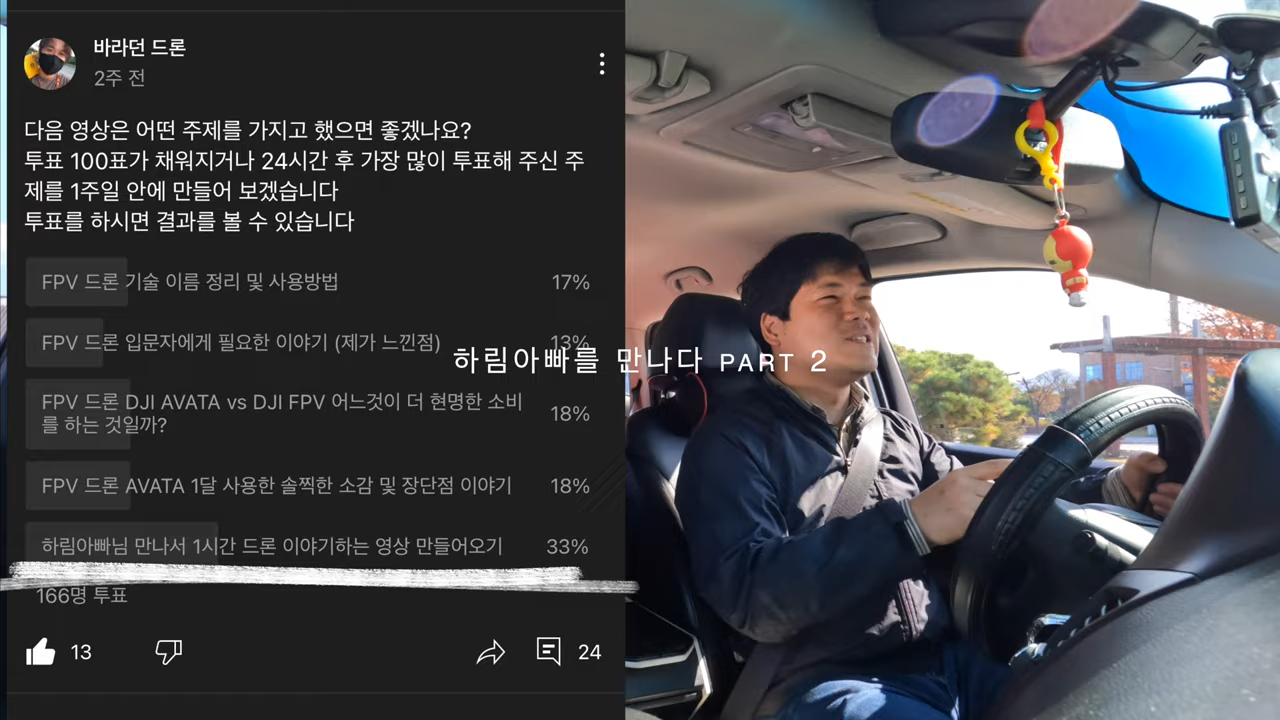 바라던 드론
2주 전
다음 영상은 어떤 주제를 가지고 했으면 좋겠나요?
투표 100표가 채워지거나 24시간 후 가장 많이 투표해 주신 주
제를 1주일 안에 만들어 보겠습니다
투표를 하시면 결과를 볼 수 있습니다
FPV 드론 기술 이름 정리 및 사용방법 17%
FPV 드론 입문자에게 필요한 이야기 (제가 느낀점) 13%
하림아빠를 만나다 PART 2
FPV 드론 DJI AVATA vs DJI FPV 어느것이 더 현명한 소비
를 하는 것일까? 18%
FPV 드론 AVATA 1달 사용한 솔찍한 소감 및 장단점 이야기 18%
하림아빠님 만나서 1시간 드론 이야기하는 영상 만들어오기 33%
166명 투표
13 24